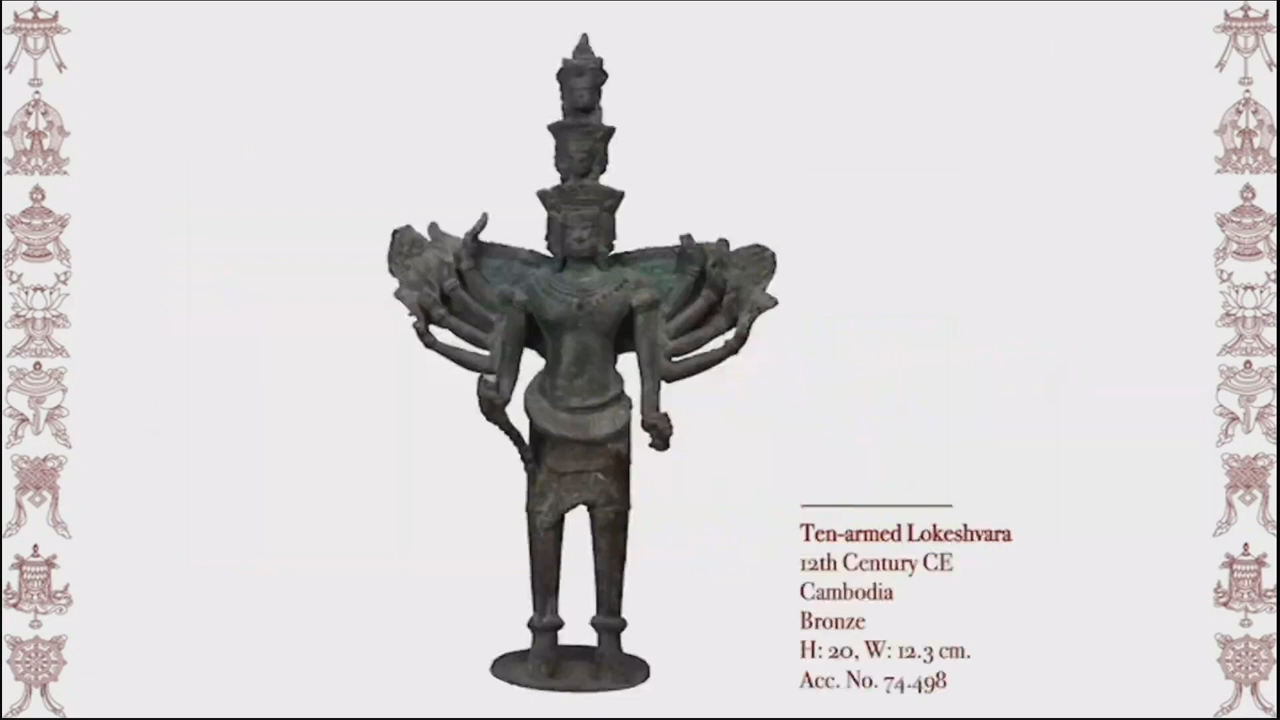 Ten-armed Lokeshvara
12th Century CE
Cambodia
Bronze
H: 20, W: 12.3 cm.
Acc. No. 74.498